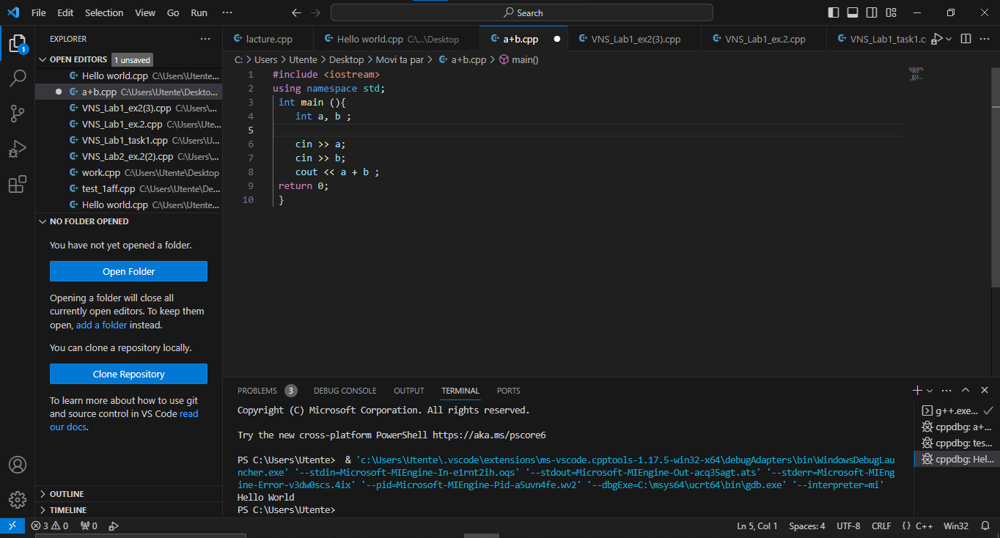 File Edit Selection View Go Run ··· Search
EXPLORER ···
OPEN EDITORS 1 unsaved
Hello world.cpp C:\Users\Utente...
a+b.cpp C:\Users\Utente\Deskto...
VNS_Lab1_ex2(3).cpp C:\Users\...
VNS_Lab1_ex.2.cpp C:\Users\Ute...
VNS_Lab1_task1.cpp C:\Users\U...
VNS_Lab2_ex.2(2).cpp C:\Users\...
work.cpp C:\Users\Utente\Desktop
test_1aff.cpp C:\Users\Utente\De...
Hello world.cpp C:\Users\Utente...
NO FOLDER OPENED
You have not yet opened a folder.
Open Folder
Opening a folder will close all
currently open editors. To keep them
open, add a folder instead.
You can clone a repository locally.
Clone Repository
To learn more about how to use git
and source control in VS Code read
our docs.
OUTLINE
TIMELINE
1
lacture.cpp Hello world.cpp C:\...\Desktop a+b.cpp VNS_Lab1_ex2(3).cpp VNS_Lab1_ex.2.cpp VNS_Lab1_task1.c
C: > Users > Utente > Desktop > Movi ta par > a+b.cpp > main()
1 #include <iostream>
2 using namespace std;
3 int main (){
4 int a, b ;
5
6 cin >> a;
7 cin >> b;
8 cout << a + b ;
9 return 0;
10 }
PROBLEMS 3 DEBUG CONSOLE OUTPUT TERMINAL PORTS
Copyright (C) Microsoft Corporation. All rights reserved.
Try the new cross-platform PowerShell https://aka.ms/pscore6
PS C:\Users\Utente> & 'c:\Users\Utente\.vscode\extensions\ms-vscode.cpptools-1.17.5-win32-x64\debugAdapters\bin\WindowsDebugLau
ncher.exe' '--stdin=Microsoft-MIEngine-In-e1rnt2ih.oqs' '--stdout=Microsoft-MIEngine-Out-acq35agt.ats' '--stderr=Microsoft-MIEng
ine-Error-v3dw0scs.4ix' '--pid=Microsoft-MIEngine-Pid-a5uvn4fe.wv2' '--dbgExe=C:\msys64\ucrt64\bin\gdb.exe' '--interpreter=mi'
Hello World
PS C:\Users\Utente>
g++.exe...
cppdbg: a+...
cppdbg: tes...
cppdbg: Hel...
3 0 0 Ln 5, Col 1 Spaces: 4 UTF-8 CRLF {} C++ Win32